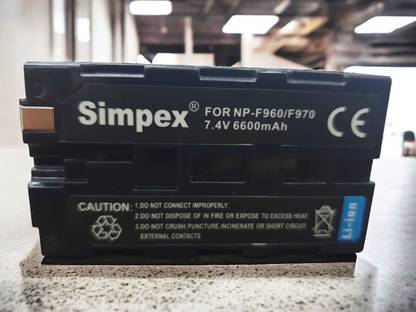 Simpex® FOR NP-F960/F970
7.4V 6600mAh
CE
CAUTION: 1.DO NOT CONNECT IMPROPERLY.
2.DO NOT DISPOSE OF IN FIRE OR EXPOSE TO EXCESS HEAT.
3.DO NOT CRUSH,PUNCTURE,INCINERATE OR SHORT CIRCUIT
EXTERNAL CONTACTS
Li-ion